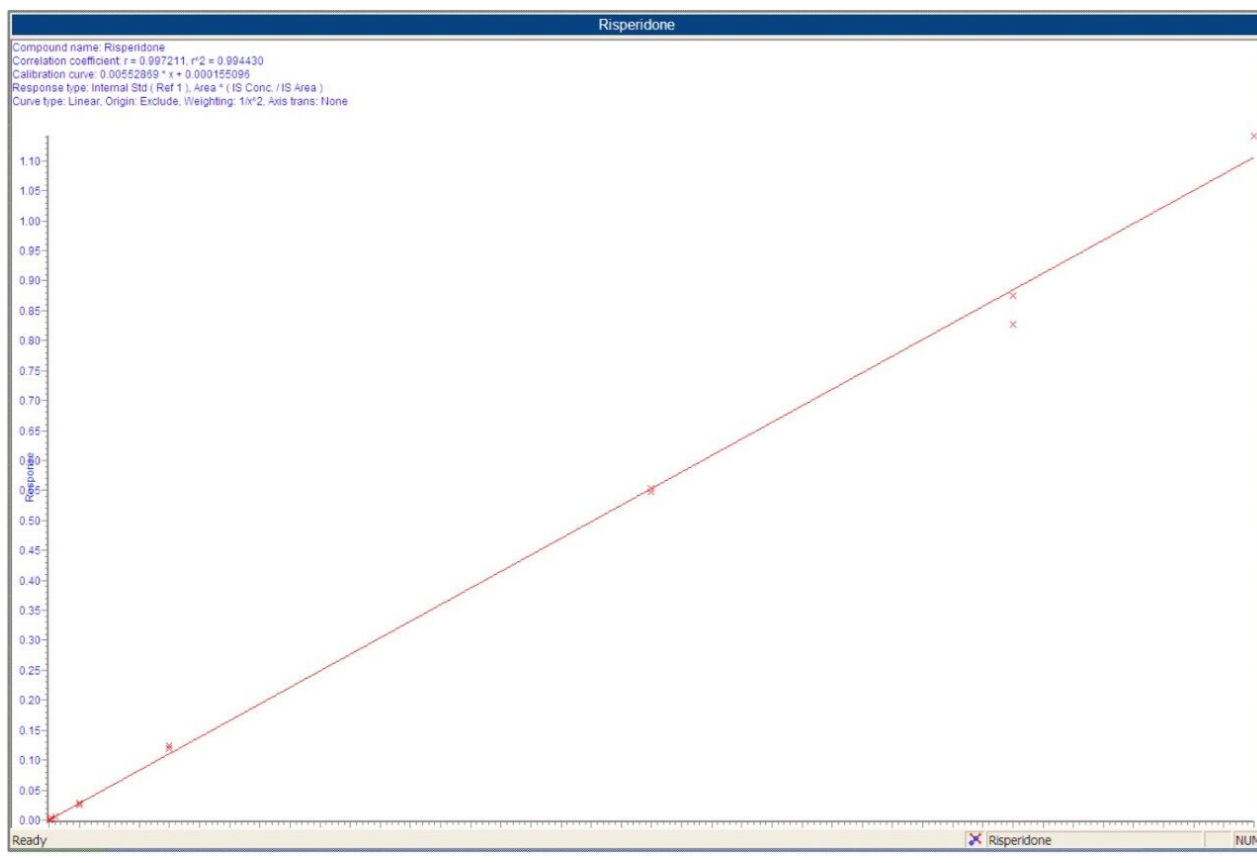 Risperidone
Compound name: Risperidone
Correlation coefficient: r = 0.997211, r^2 = 0.994430
Calibration curve: 0.00552869 * x + 0.000155096
Response type: Internal Std ( Ref 1 ), Area * ( IS Conc. / IS Area )
Curve type: Linear, Origin: Exclude, Weighting: 1/x^2, Axis trans: None
1.10
1.05
1.00
0.95
0.90
0.85
0.80
0.75
0.70
0.65
0.60
Response
0.55
0.50
0.45
0.40
0.35
0.30
0.25
0.20
0.15
0.10
0.05
0.00
Ready
Risperidone
NUN